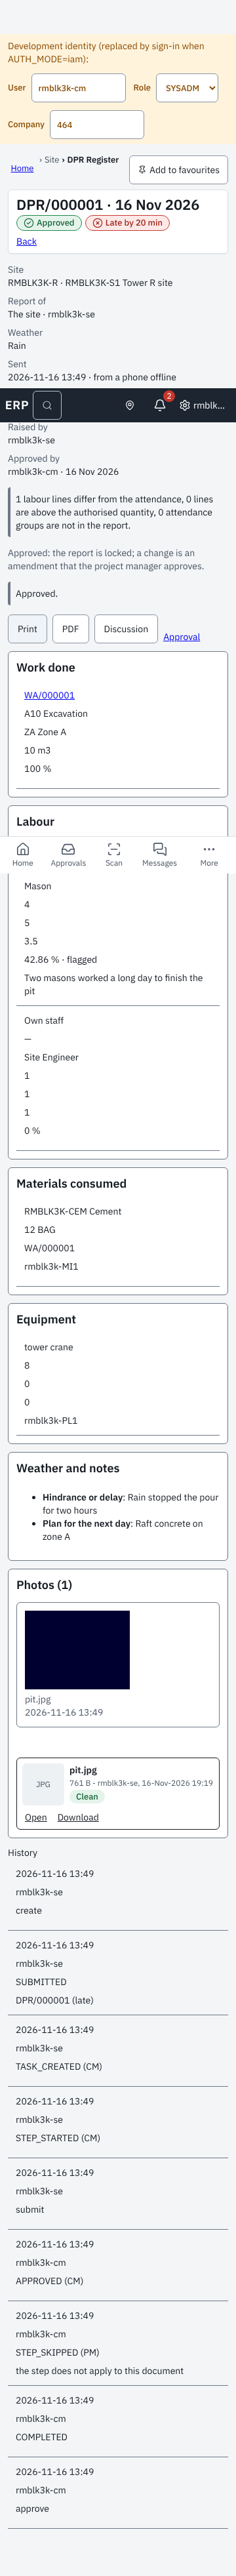 Development identity (replaced by sign-in when
AUTH_MODE=iam):
User rmblk3k-cm Role SYSADM
Company 464
Home › Site › DPR Register
Add to favourites
DPR/000001 · 16 Nov 2026
Approved Late by 20 min
Back
Site
RMBLK3K-R · RMBLK3K-S1 Tower R site
Report of
The site · rmblk3k-se
Weather
Rain
Sent
2026-11-16 13:49 · from a phone offline
ERP 2 rmblk...
Raised by
rmblk3k-se
Approved by
rmblk3k-cm · 16 Nov 2026
1 labour lines differ from the attendance, 0 lines
are above the authorised quantity, 0 attendance
groups are not in the report.
Approved: the report is locked; a change is an
amendment that the project manager approves.
Approved.
Print PDF Discussion Approval
Work done
WA/000001
A10 Excavation
ZA Zone A
10 m3
100 %
Labour
Home Approvals Scan Messages More
Mason
4
5
3.5
42.86 % · flagged
Two masons worked a long day to finish the
pit
Own staff
—
Site Engineer
1
1
1
0 %
Materials consumed
RMBLK3K-CEM Cement
12 BAG
WA/000001
rmblk3k-MI1
Equipment
tower crane
8
0
0
rmblk3k-PL1
Weather and notes
• Hindrance or delay: Rain stopped the pour
for two hours
• Plan for the next day: Raft concrete on
zone A
Photos (1)
pit.jpg
2026-11-16 13:49
JPG
pit.jpg
761 B - rmblk3k-se, 16-Nov-2026 19:19
Clean
Open Download
History
2026-11-16 13:49
rmblk3k-se
create
2026-11-16 13:49
rmblk3k-se
SUBMITTED
DPR/000001 (late)
2026-11-16 13:49
rmblk3k-se
TASK_CREATED (CM)
2026-11-16 13:49
rmblk3k-se
STEP_STARTED (CM)
2026-11-16 13:49
rmblk3k-se
submit
2026-11-16 13:49
rmblk3k-cm
APPROVED (CM)
2026-11-16 13:49
rmblk3k-cm
STEP_SKIPPED (PM)
the step does not apply to this document
2026-11-16 13:49
rmblk3k-cm
COMPLETED
2026-11-16 13:49
rmblk3k-cm
approve